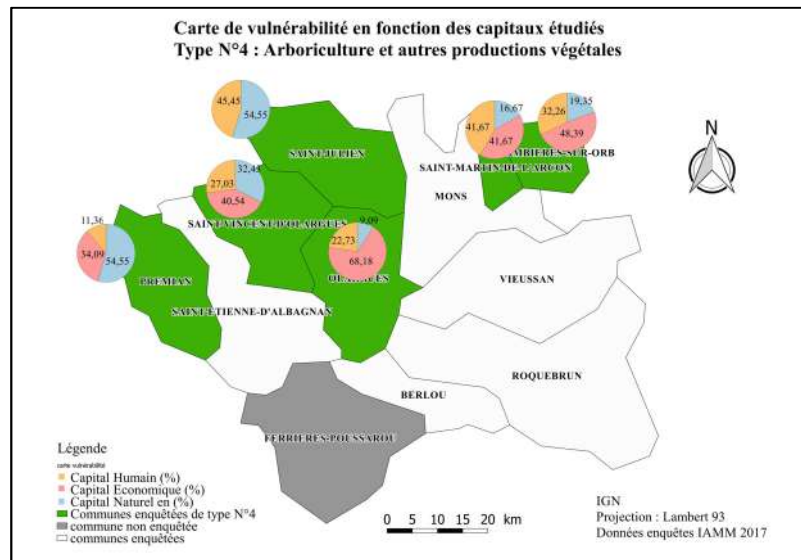 Carte de vulnérabilité en fonction des capitaux étudiés
Type N°4 : Arboriculture et autres productions végétales
45,45
54,55
16,67
41,67
41,67
19,35
32,26
48,39
N
SAINT-JULIEN
MBIERES-SUR-ORB
SAINT-MARTIN-DE-L'ARCON
MONS
32,43
27,03
40,54
SAINT-VINCENT-D'OLARGUES
11,36
34,09
54,55
PREMIAN
9,09
22,73
68,18
VIEUSSAN
SAINT-ETIENNE-D'ALBAGNAN
ROQUEBRUN
BERLOU
FERRIERES-POUSSAROU
Légende
carte vulnérabilité
Capital Humain (%)
Capital Economique (%)
Capital Naturel en (%)
Communes enquêtées de type N°4
commune non enquêtée
communes enquêtées
0 5 10 15 20 km
IGN
Projection : Lambert 93
Données enquêtes IAMM 2017